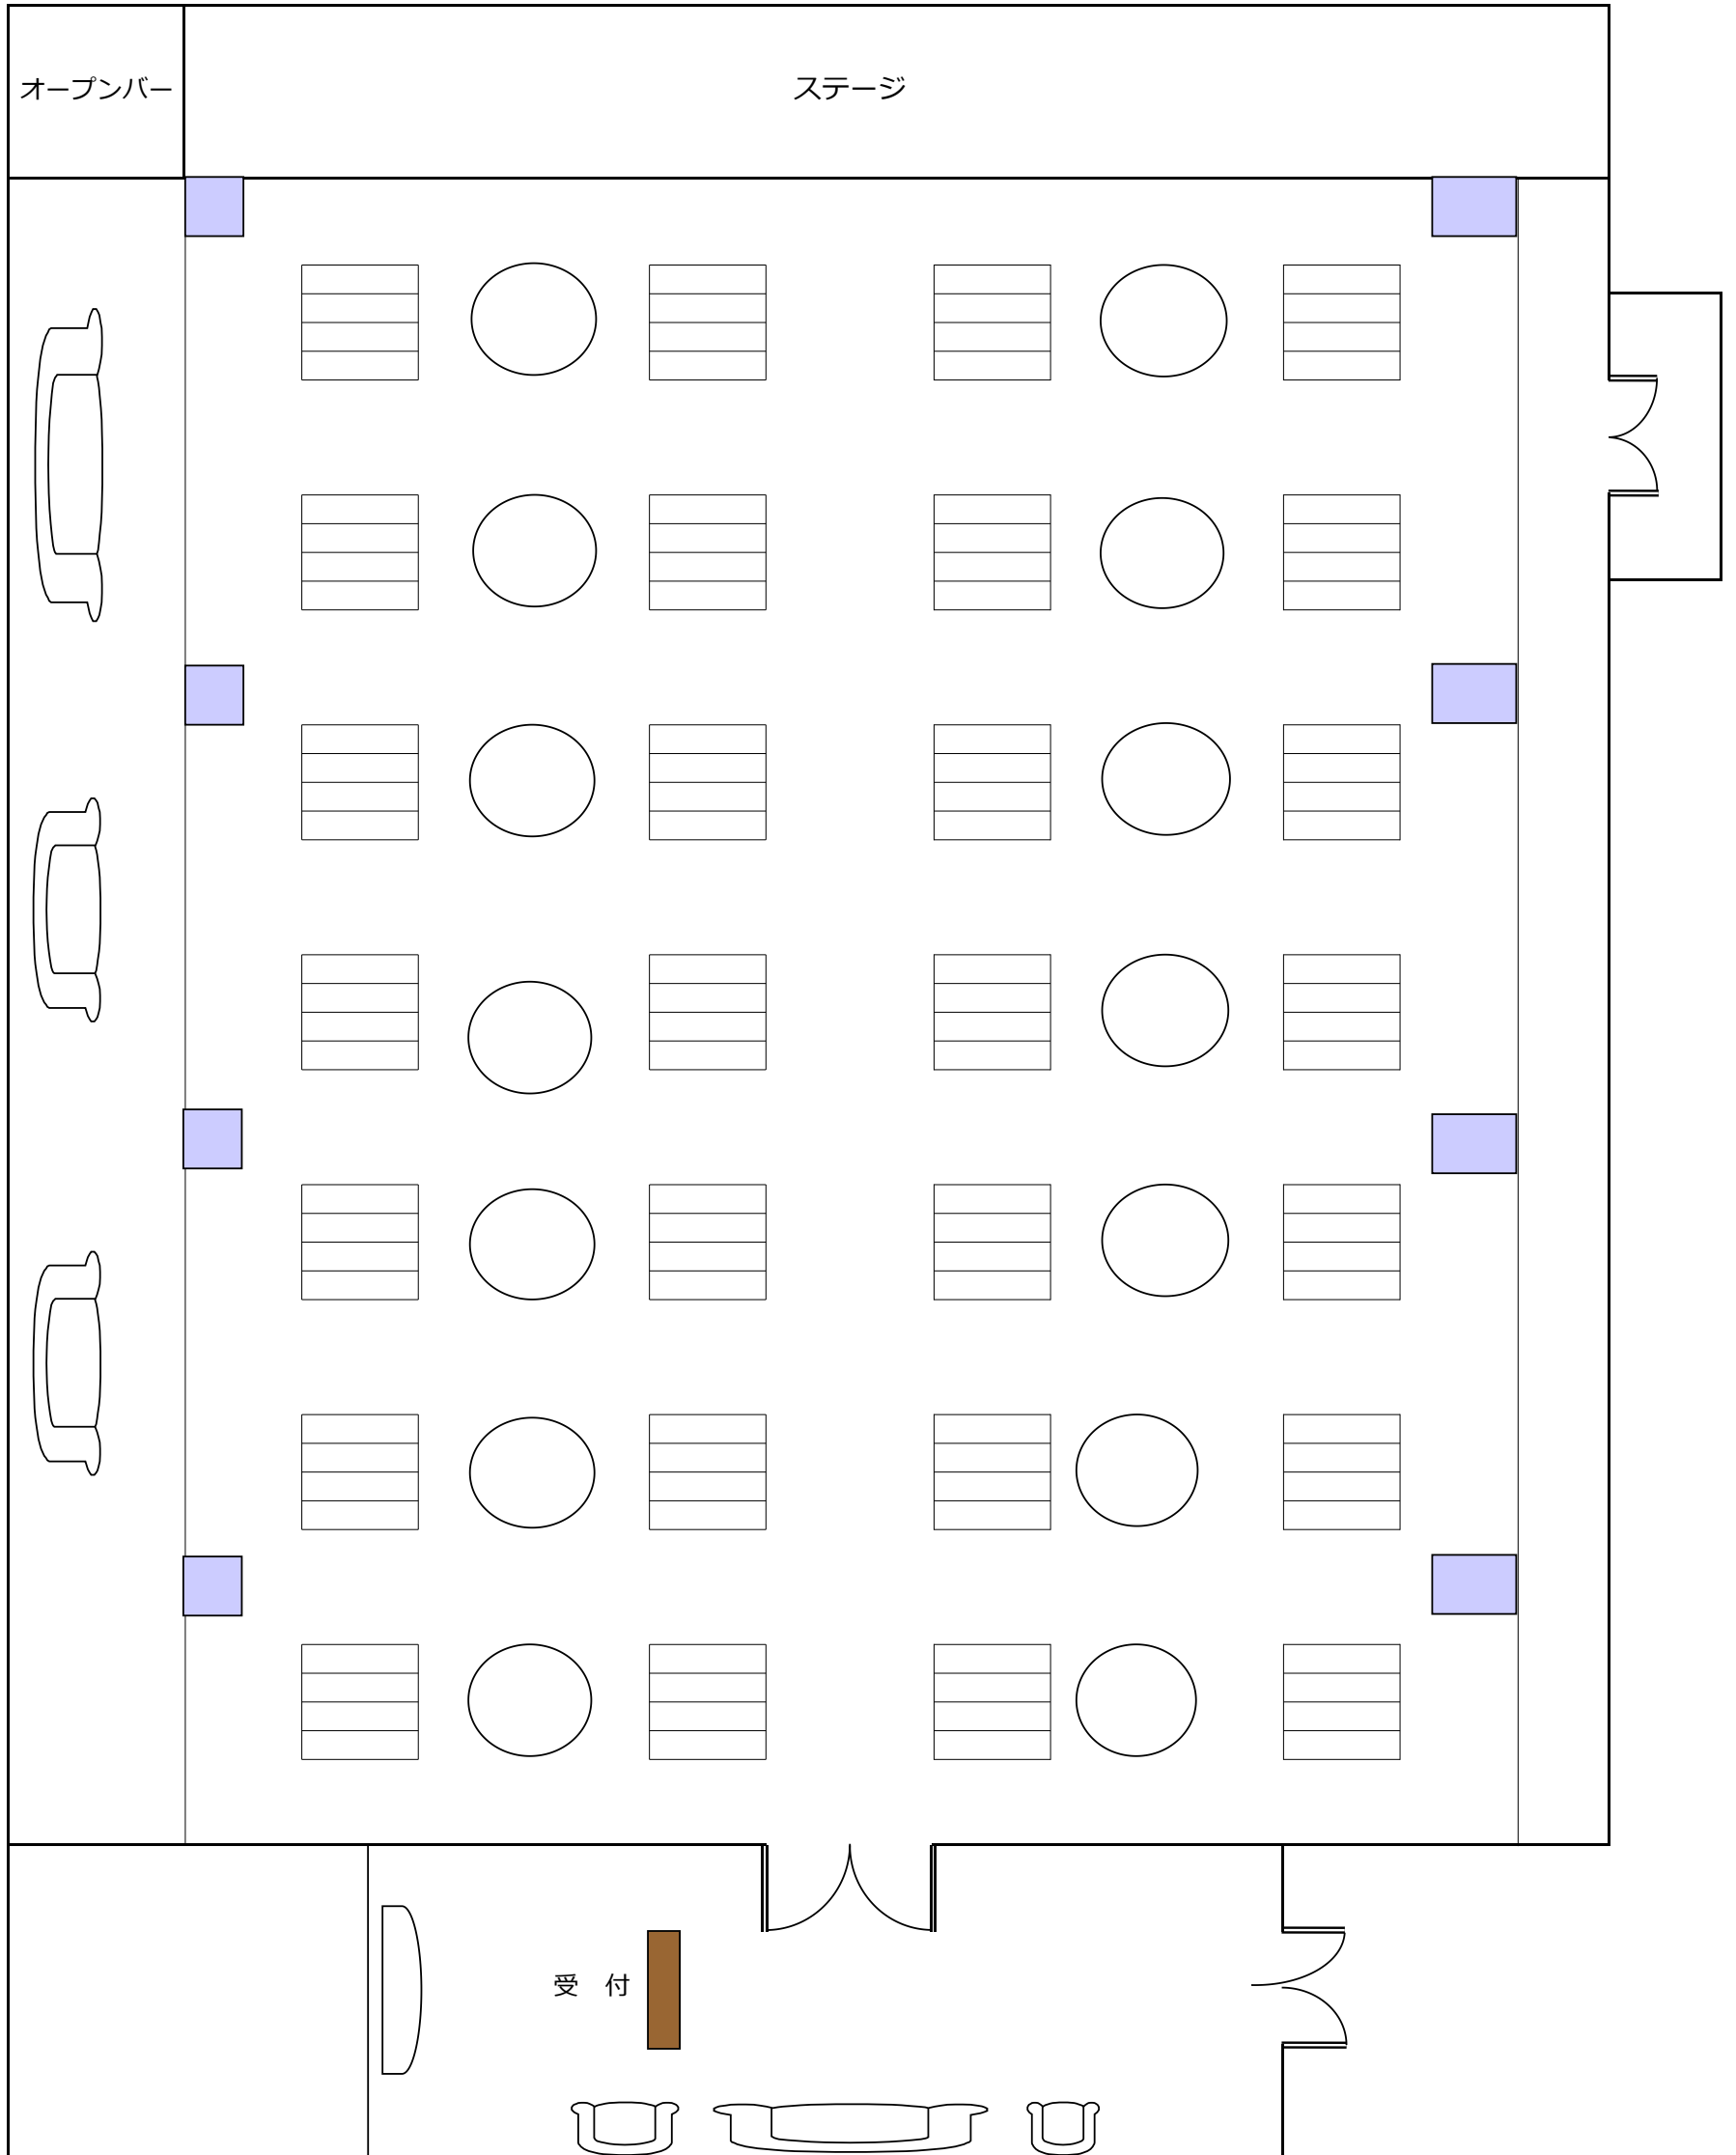 オープンバー
ステージ
受　付